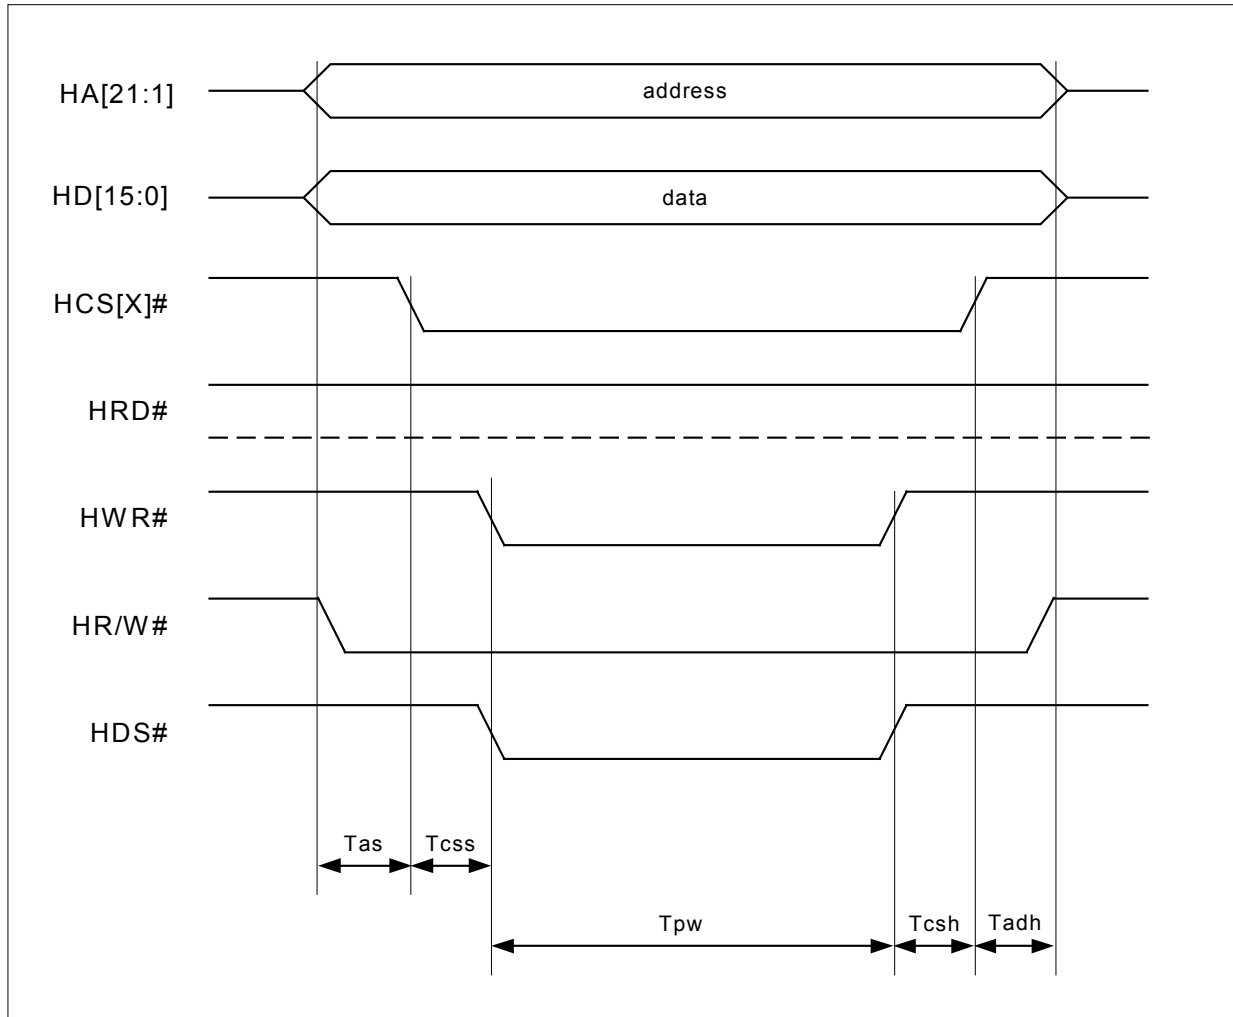 HA[21:1]
address
HD[15:0]
data
HCS[X]#
HRD#
HWR#
HR/W#
HDS#
Tas
Tcss
Tpw
Tcsh
Tadh